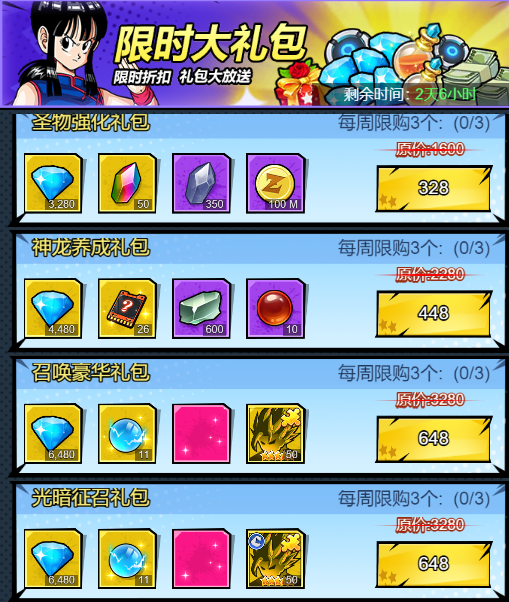 限时大礼包
限时折扣 礼包大放送
剩余时间: 2天6小时
圣物强化礼包
每周限购3个: (0/3)
原价:1680
3,280
50
350
100 M
328
神龙养成礼包
每周限购3个: (0/3)
原价:2280
4,480
26
600
10
448
召唤豪华礼包
每周限购3个: (0/3)
原价:3280
6,480
11
50
648
光暗征召礼包
每周限购3个: (0/3)
原价:3280
6,480
11
50
648